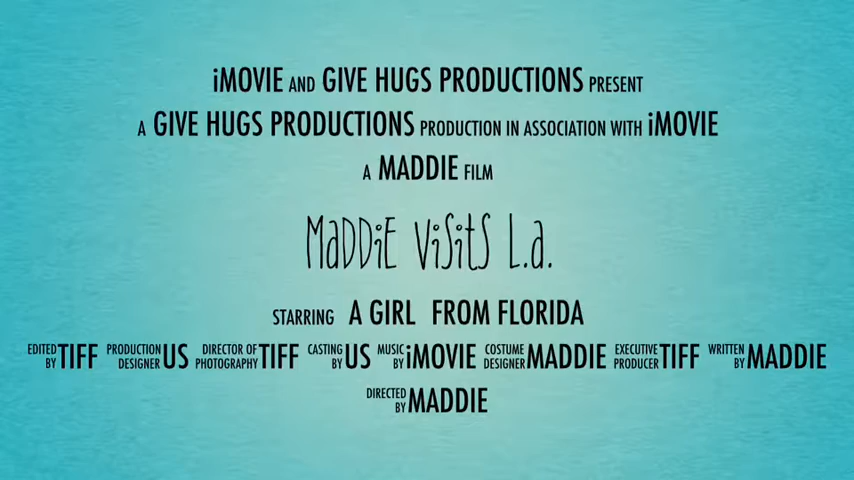 iMOVIE AND GIVE HUGS PRODUCTIONS PRESENT
A GIVE HUGS PRODUCTIONS PRODUCTION IN ASSOCIATION WITH iMOVIE
A MADDIE FILM
MaDDiE ViSitS L.a.
STARRING A GIRL FROM FLORIDA
EDITED BY TIFF PRODUCTION DESIGNER US DIRECTOR OF PHOTOGRAPHY TIFF CASTING BY US MUSIC BY iMOVIE COSTUME DESIGNER MADDIE EXECUTIVE PRODUCER TIFF WRITTEN BY MADDIE
DIRECTED BY MADDIE